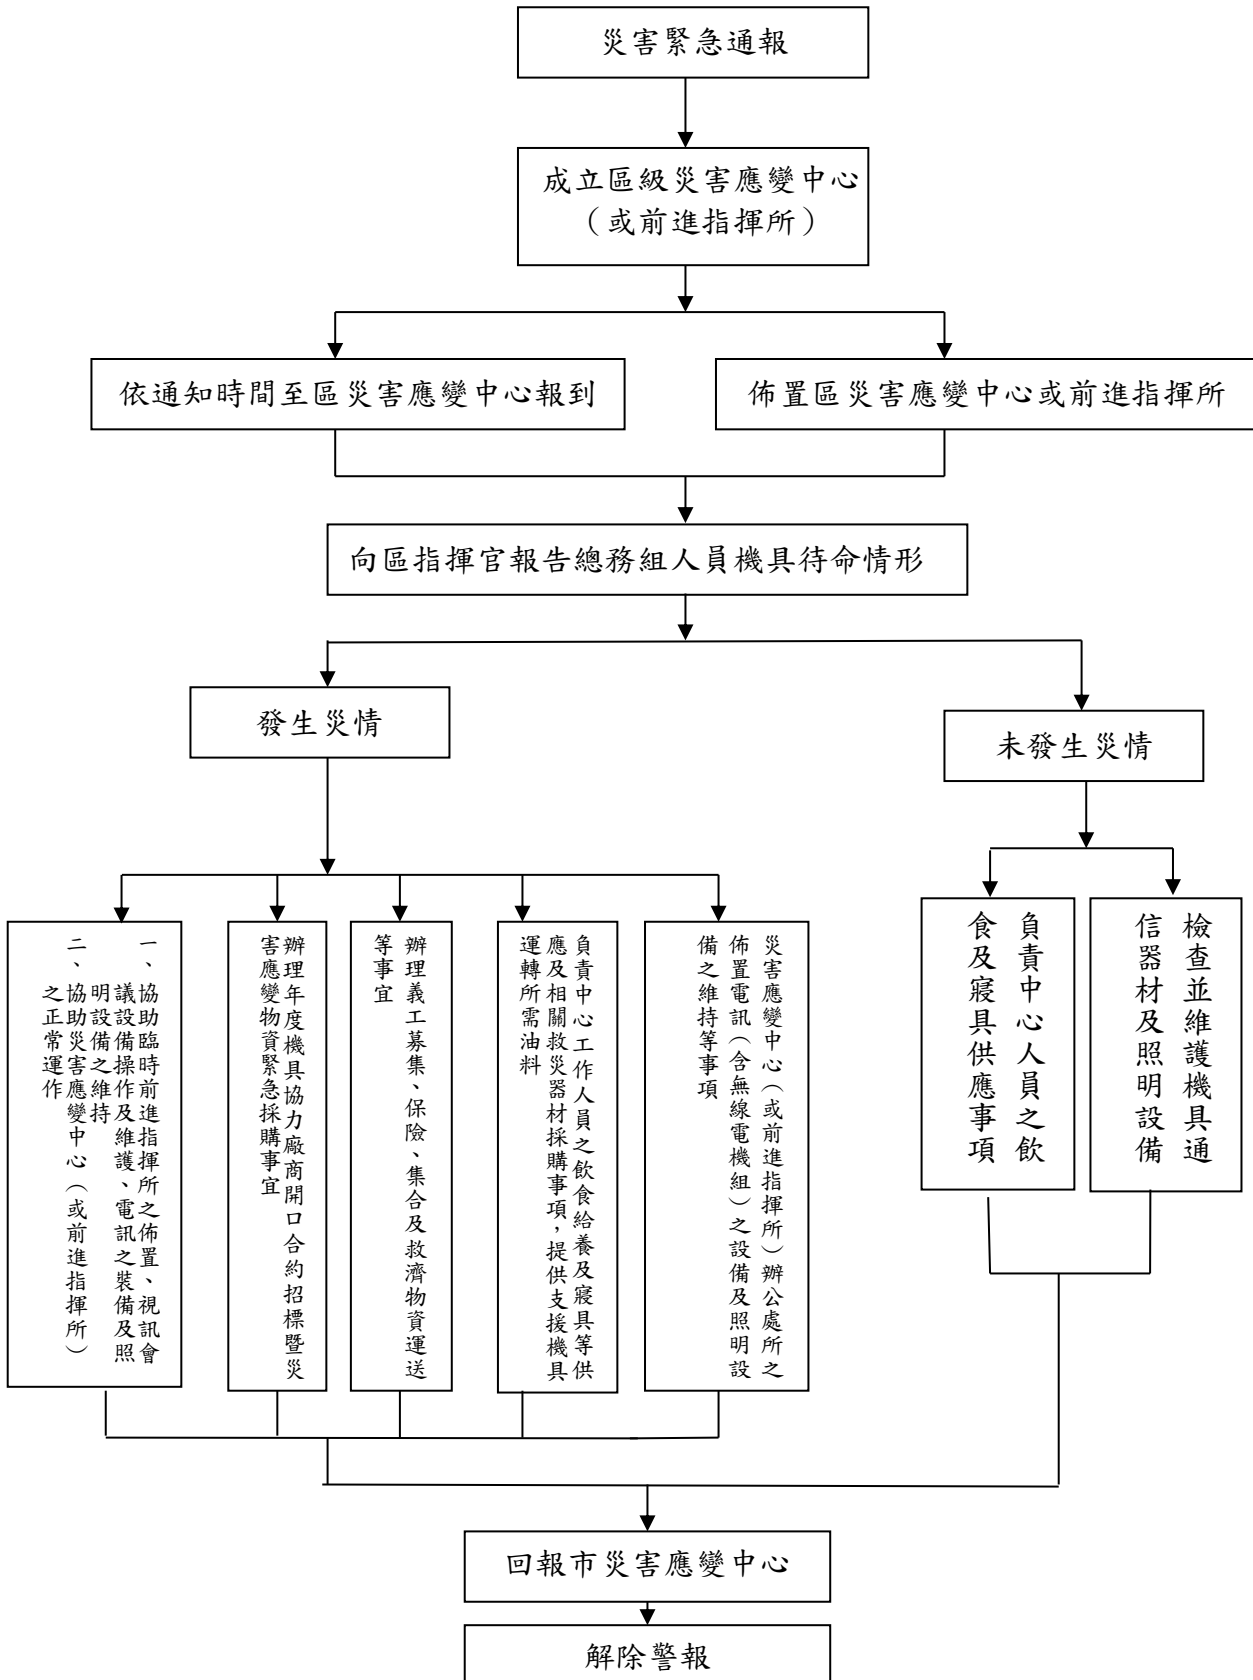 災害緊急通報
成立區級災害應變中心
（或前進指揮所）
依通知時間至區災害應變中心報到
佈置區災害應變中心或前進指揮所
向區指揮官報告總務組人員機具待命情形
發生災情
未發生災情
一、協助臨時前進指揮所之佈置、視訊會
議設備操作及維護、電訊之裝備及照
明設備之維持
二、協助災害應變中心（或前進指揮所）
之正常運作
辦理年度機具協力廠商開口合約招標暨災
害應變物資緊急採購事宜
辦理義工募集、保險、集合及救濟物資運送
等事宜
負責中心工作人員之飲食給養及寢具等供
應及相關救災器材採購事項，提供支援機具
運轉所需油料
災害應變中心（或前進指揮所）辦公處所之
佈置電訊（含無線電機組）之設備及照明設
備之維持等事項
負責中心人員之飲
食及寢具供應事項
檢查並維護機具通
信器材及照明設備
回報市災害應變中心
解除警報